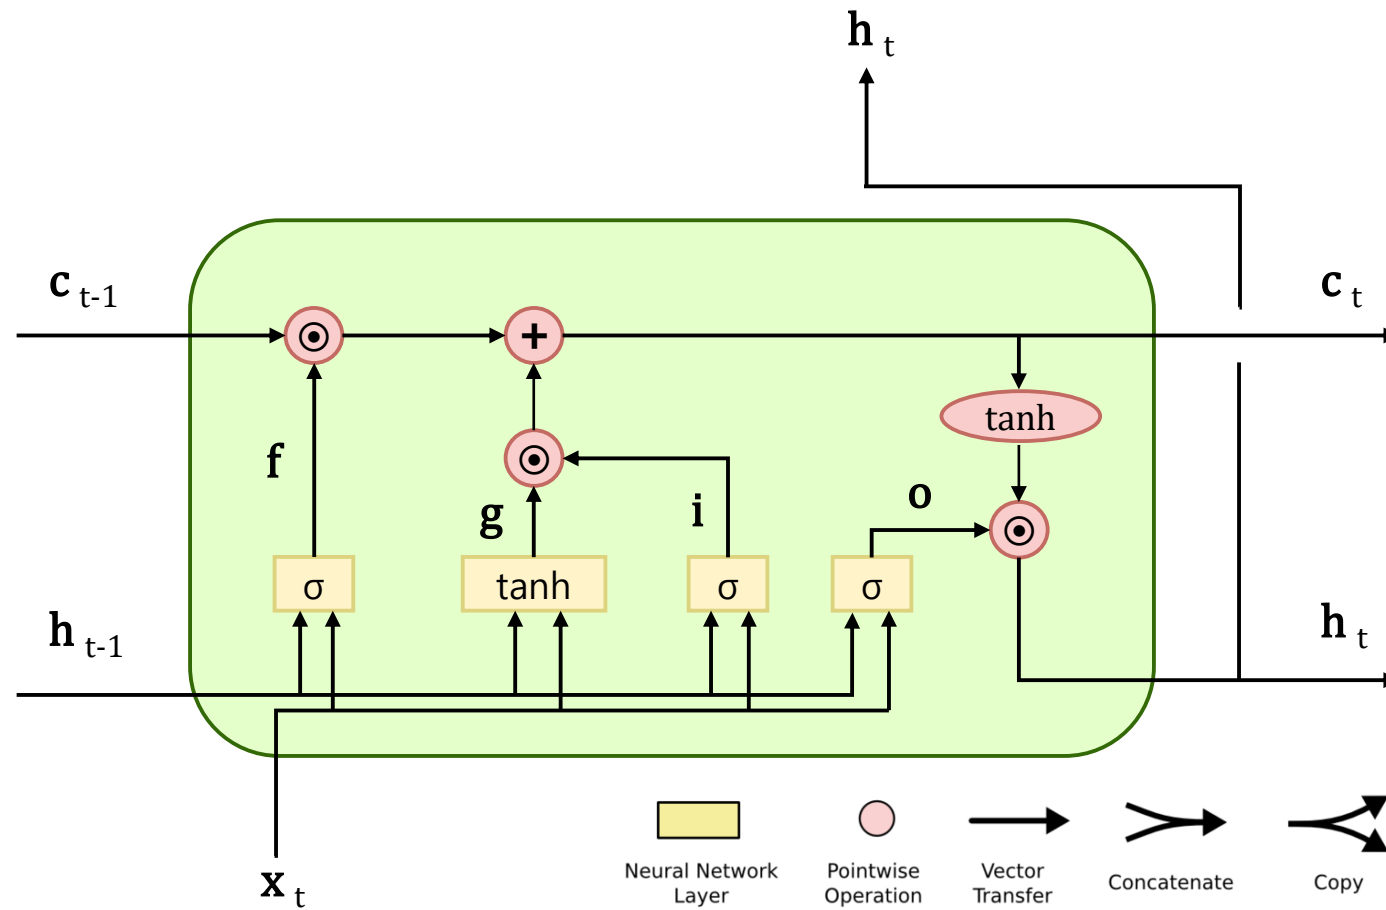 h t
c t-1
c t
⊙
+
tanh
f
⊙
o
g
i
⊙
σ
tanh
σ
σ
h t-1
h t
x t
Neural Network
Layer
Pointwise
Operation
Vector
Transfer
Concatenate
Copy